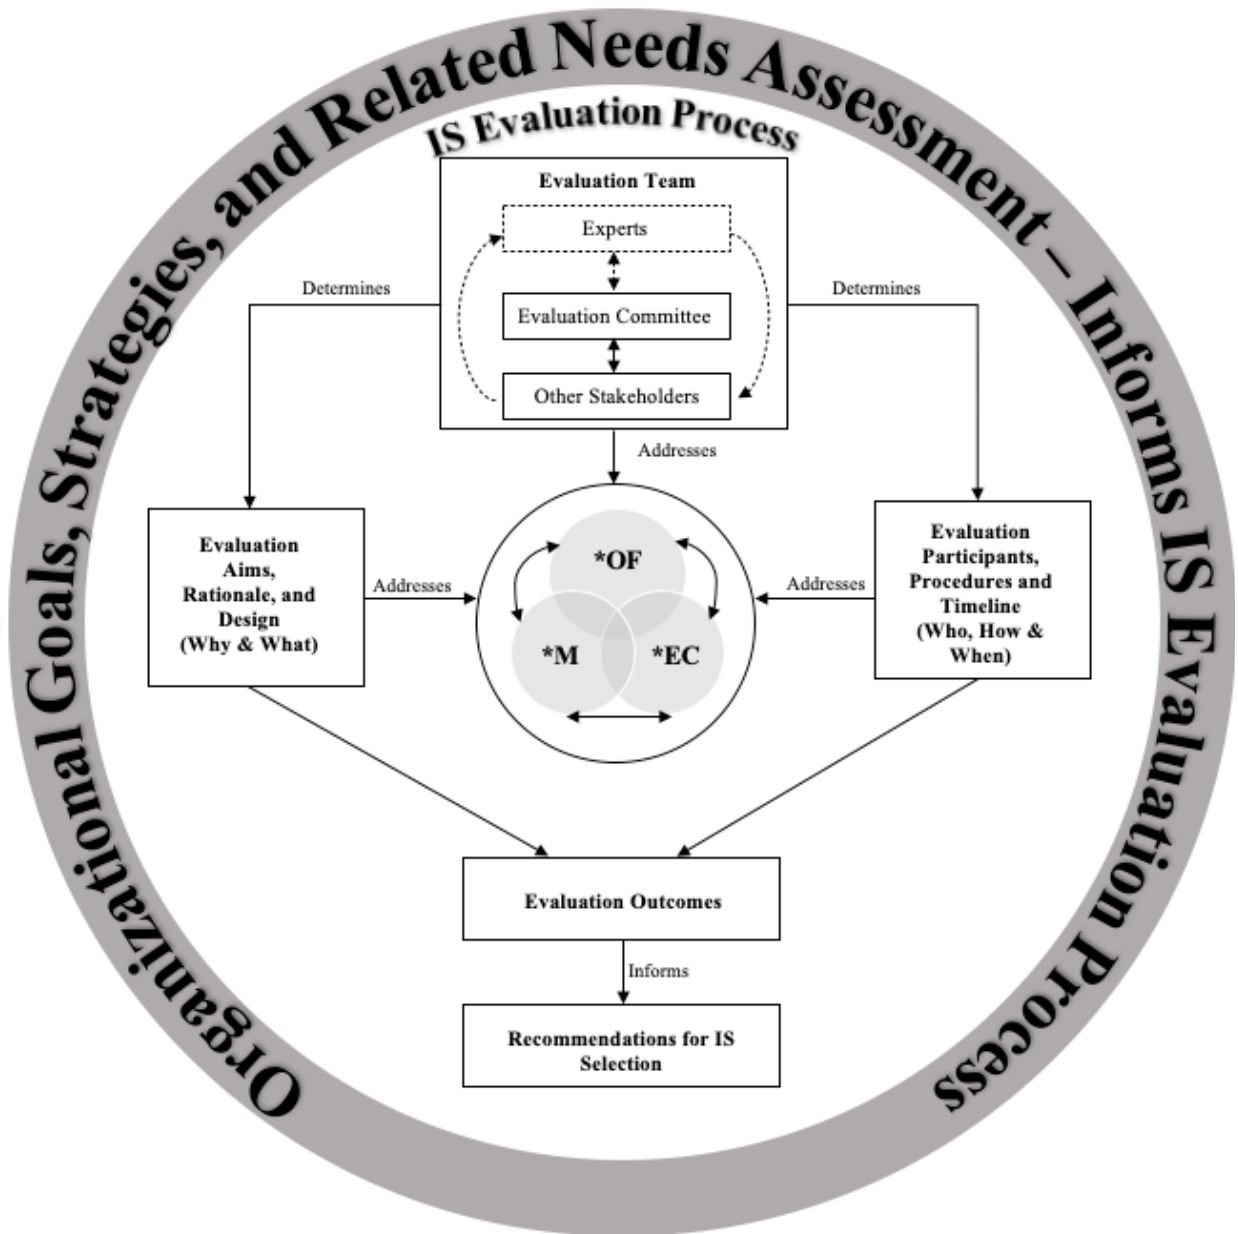 Organizational Goals, Strategies, and Related Needs Assessment – Informs IS Evaluation Process
IS Evaluation Process
Evaluation Team
Experts
Evaluation Committee
Other Stakeholders
Determines
Determines
Addresses
Evaluation
Aims,
Rationale, and
Design
(Why & What)
Addresses
*OF
*M
*EC
Addresses
Evaluation
Participants,
Procedures and
Timeline
(Who, How &
When)
Evaluation Outcomes
Informs
Recommendations for IS
Selection